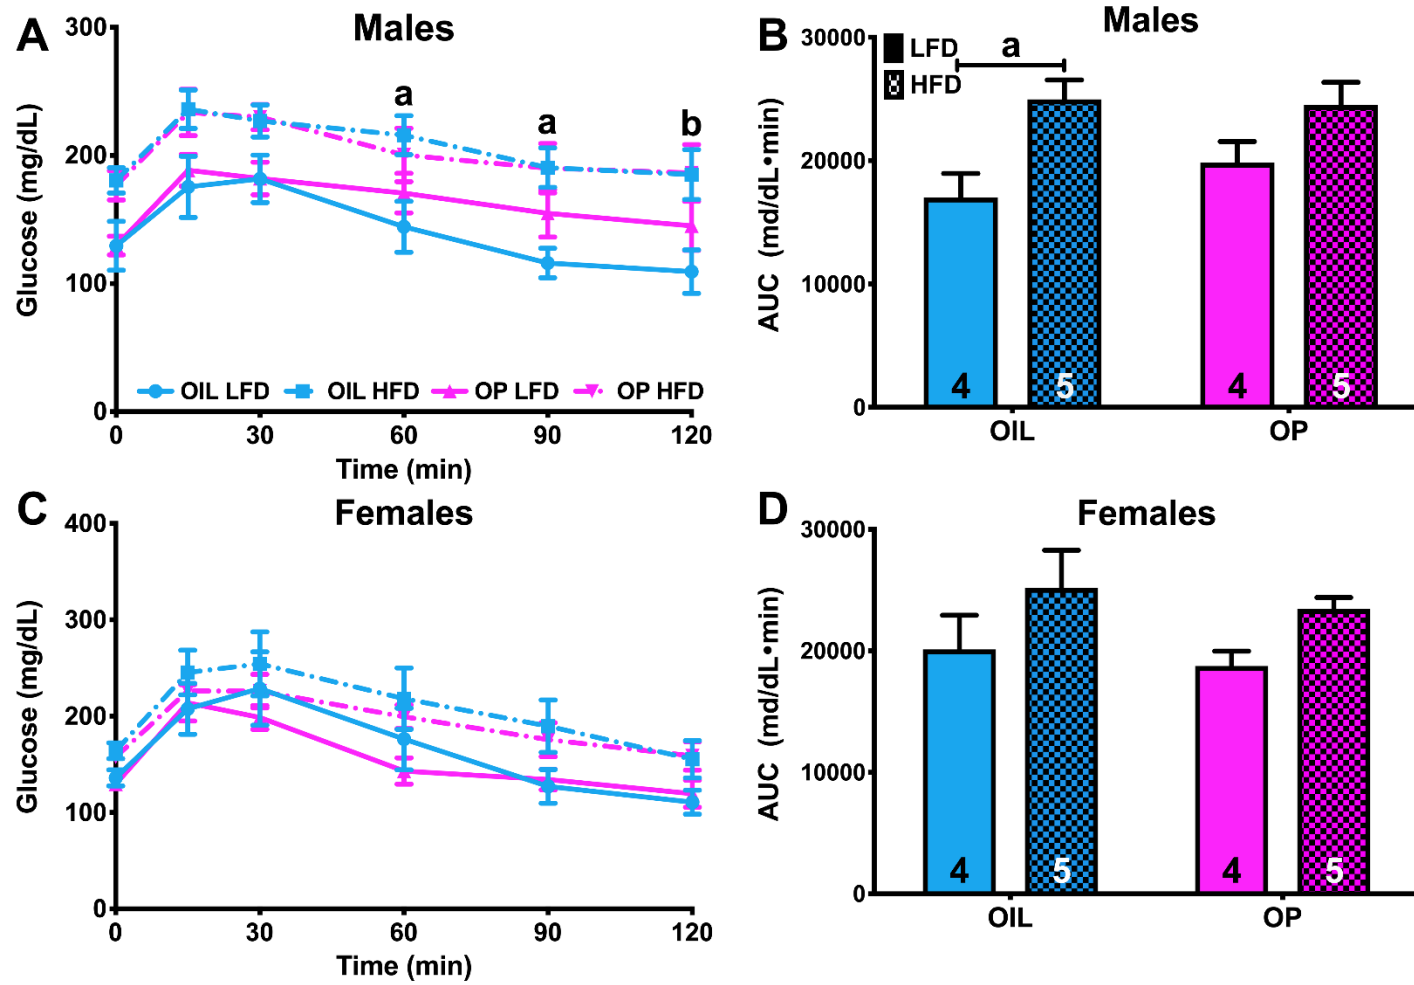 A
Males
300
200
100
0
Glucose (mg/dL)
a
a
b
OIL LFD
OIL HFD
OP LFD
OP HFD
0
30
60
90
120
Time (min)
B
Males
30000
20000
10000
0
AUC (md/dL•min)
LFD
HFD
a
4
5
4
5
OIL
OP
C
Females
400
300
200
100
0
Glucose (mg/dL)
0
30
60
90
120
Time (min)
D
Females
30000
20000
10000
0
AUC (md/dL•min)
4
5
4
5
OIL
OP